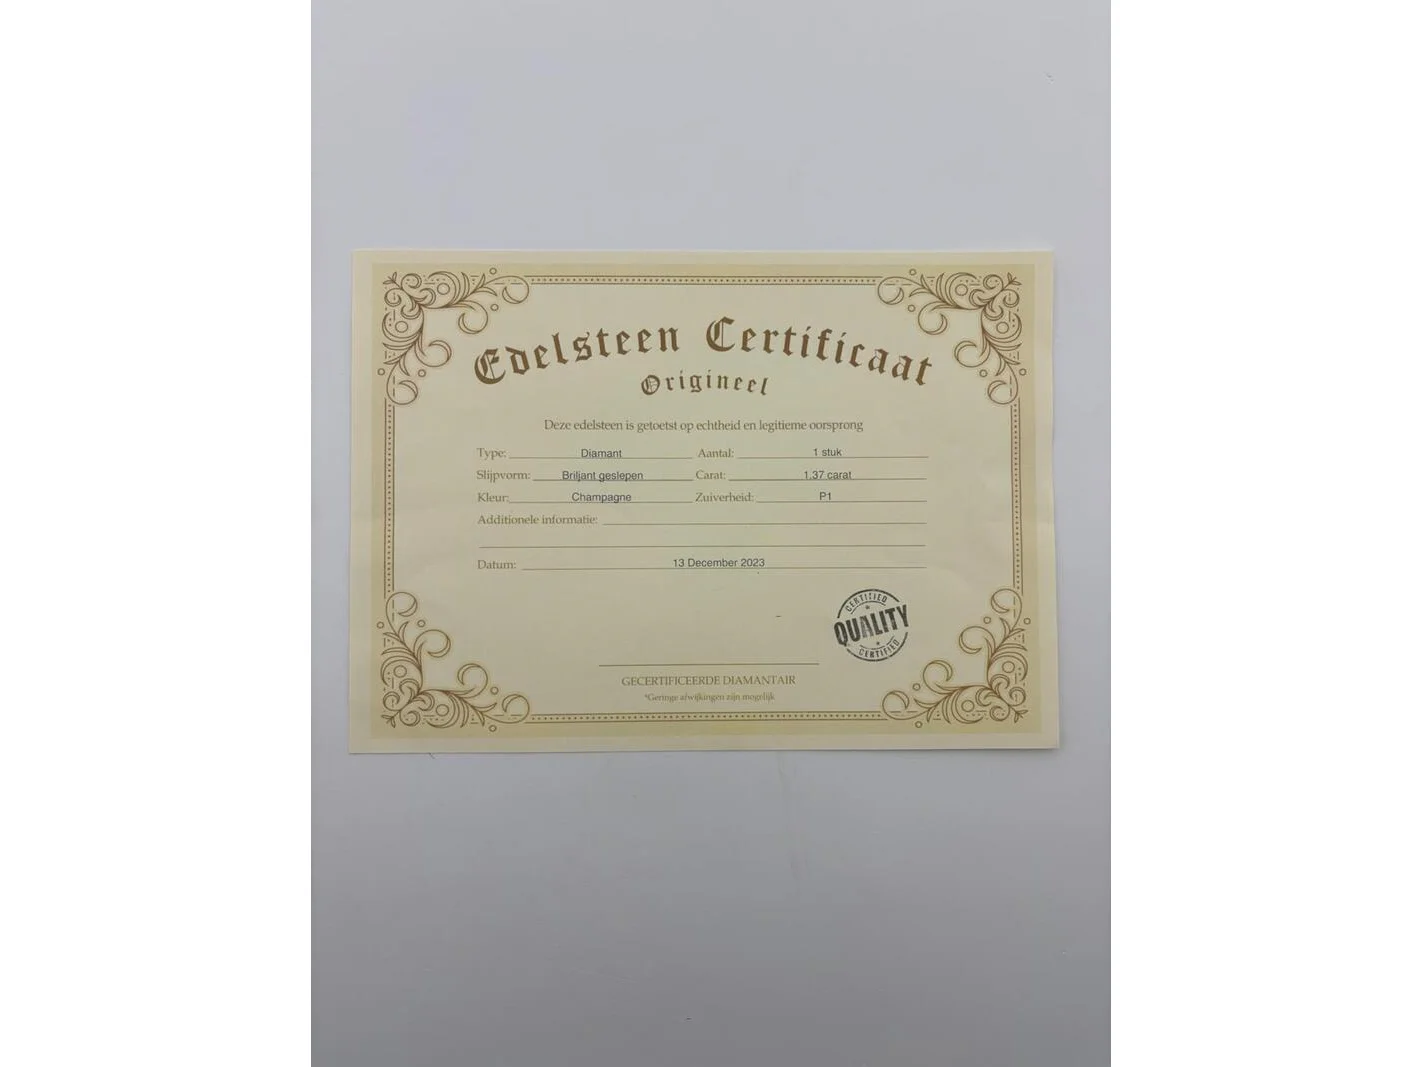 Edelsteen Certificaat
Origineel
Deze edelsteen is getoetst op echtheid en legitieme oorsprong
Type: Diamant Aantal: 1 stuk
Slijpvorm: Briljant geslepen Carat: 1.37 carat
Kleur: Champagne Zuiverheid: P1
Additionele informatie:
Datum: 13 December 2023
CERTIFIED
QUALITY
CERTIFIED
GECERTIFICEERDE DIAMANTAIR
*Geringe afwijkingen zijn mogelijk